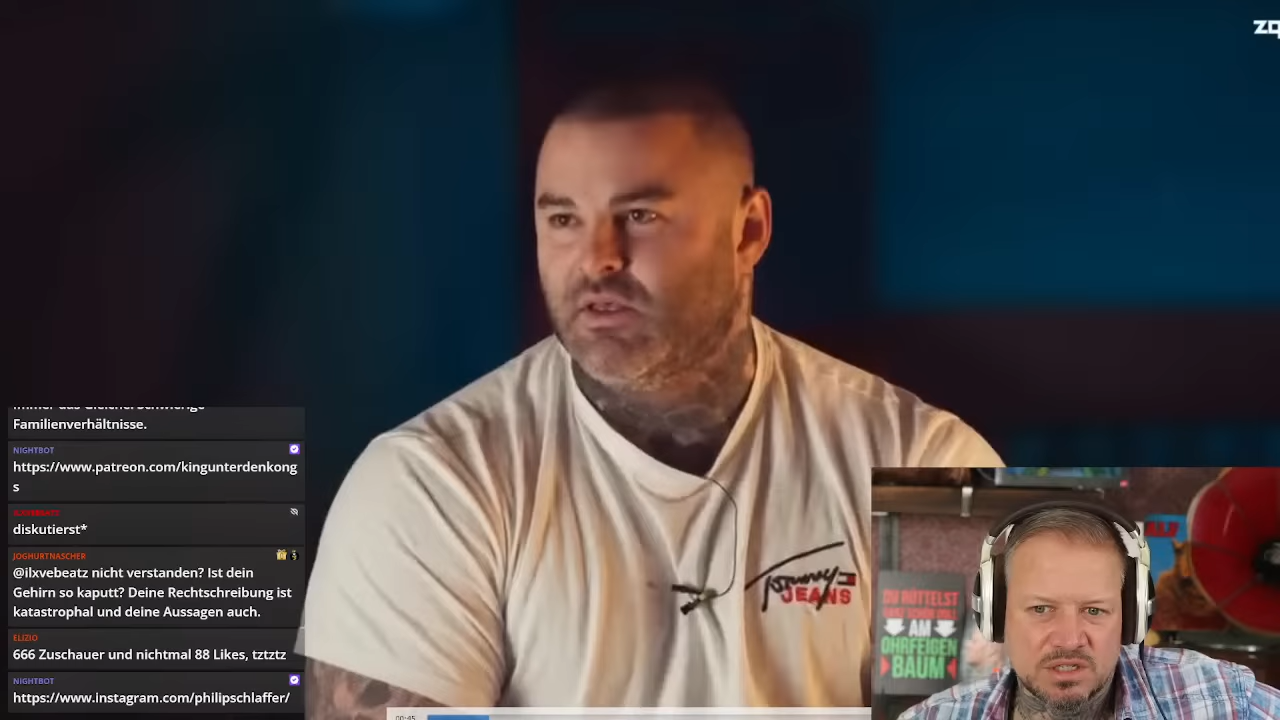 Familienverhältnisse.
NIGHTBOT
https://www.patreon.com/kingunterdenkong
s
diskutierst*
JOGHURTNASCHER
@ilxvebeatz nicht verstanden? Ist dein
Gehirn so kaputt? Deine Rechtschreibung ist
katastrophal und deine Aussagen auch.
ELIZIO
666 Zuschauer und nichtmal 88 Likes, tztztz
NIGHTBOT
https://www.instagram.com/philipschlaffer/
Tommy
JEANS
DU RÜTTELST
AM
OHRFEIGEN
BAUM
00:45